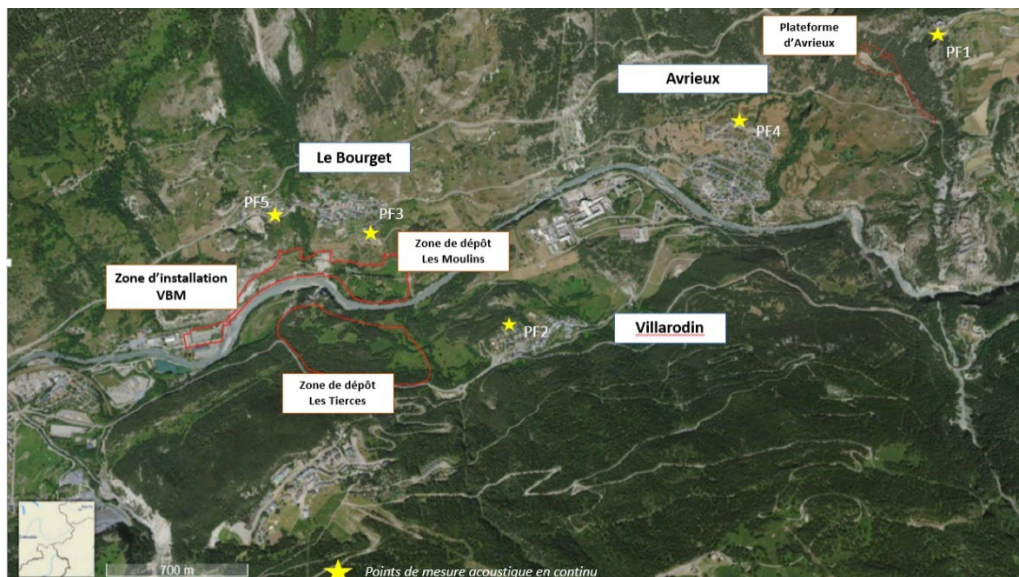 Plateforme
d'Avrieux
PF1
Avrieux
PF4
Le Bourget
PF5
PF3
Zone de dépôt
Les Moulins
Zone d'installation
VBM
PF2
Villarodin
Zone de dépôt
Les Tierces
700 m
Points de mesure acoustique en continu